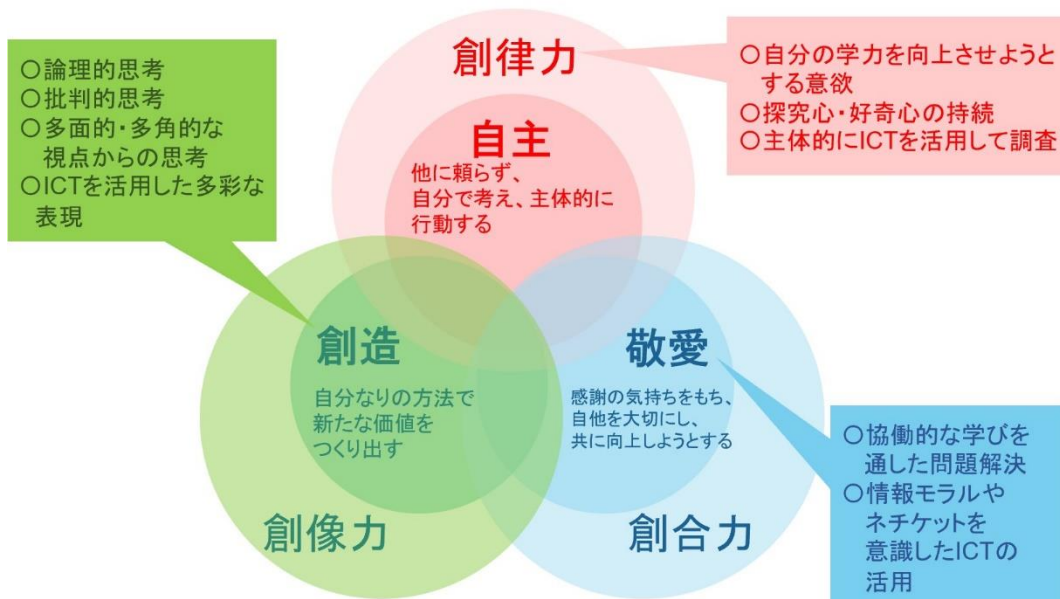 創律力
自主
他に頼らず、
自分で考え、主体的に
行動する
○自分の学力を向上させようと
する意欲
○探究心・好奇心の持続
○主体的にICTを活用して調査
○論理的思考
○批判的思考
○多面的・多角的な
視点からの思考
○ICTを活用した多彩な
表現
創造
自分なりの方法で
新たな価値を
つくり出す
創像力
敬愛
感謝の気持ちをもち、
自他を大切にし、
共に向上しようとする
創合力
○協働的な学びを
通した問題解決
○情報モラルや
ネチケットを
意識したICTの
活用